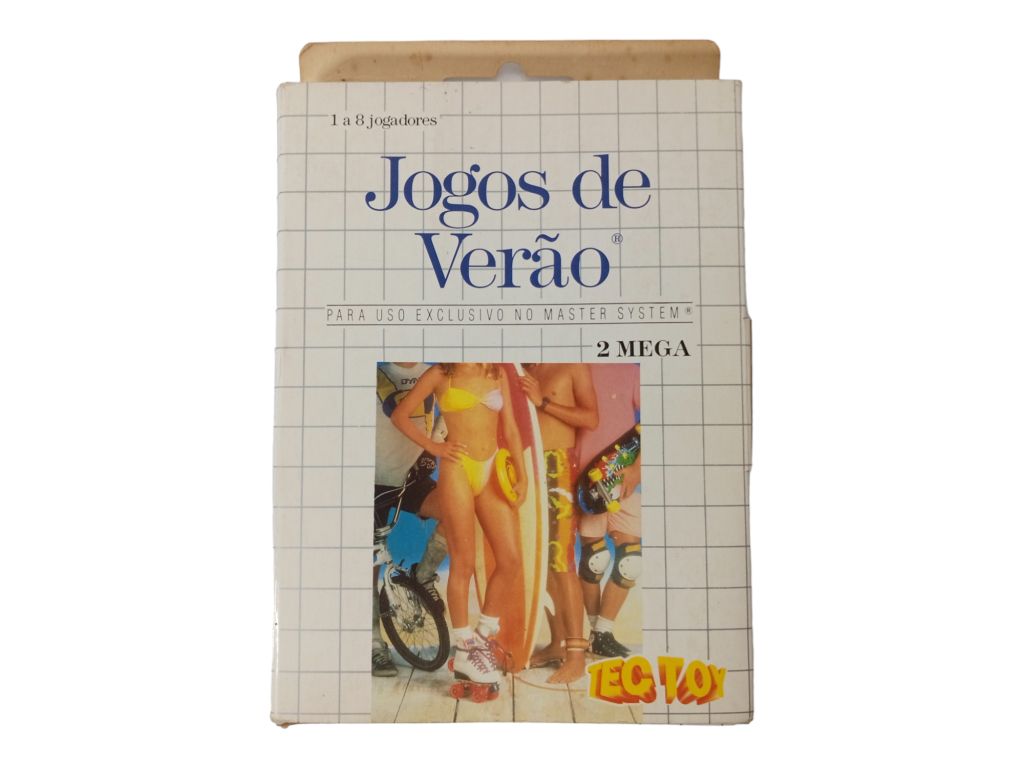 1 a 8 jogadores
Jogos de
Verão®
PARA USO EXCLUSIVO NO MASTER SYSTEM®
2 MEGA
TEC TOY